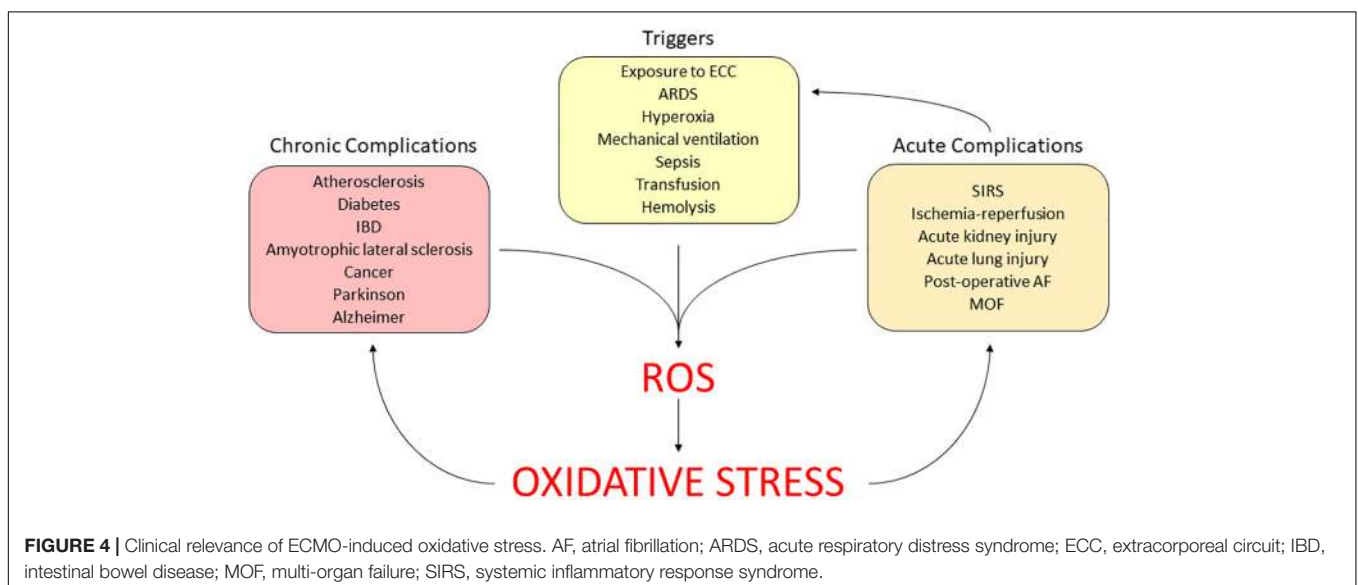 Triggers
Exposure to ECC
ARDS
Hyperoxia
Mechanical ventilation
Sepsis
Transfusion
Hemolysis
Chronic Complications
Atherosclerosis
Diabetes
IBD
Amyotrophic lateral sclerosis
Cancer
Parkinson
Alzheimer
Acute Complications
SIRS
Ischemia-reperfusion
Acute kidney injury
Acute lung injury
Post-operative AF
MOF
ROS
OXIDATIVE STRESS
FIGURE 4 | Clinical relevance of ECMO-induced oxidative stress. AF, atrial fibrillation; ARDS, acute respiratory distress syndrome; ECC, extracorporeal circuit; IBD,
intestinal bowel disease; MOF, multi-organ failure; SIRS, systemic inflammatory response syndrome.